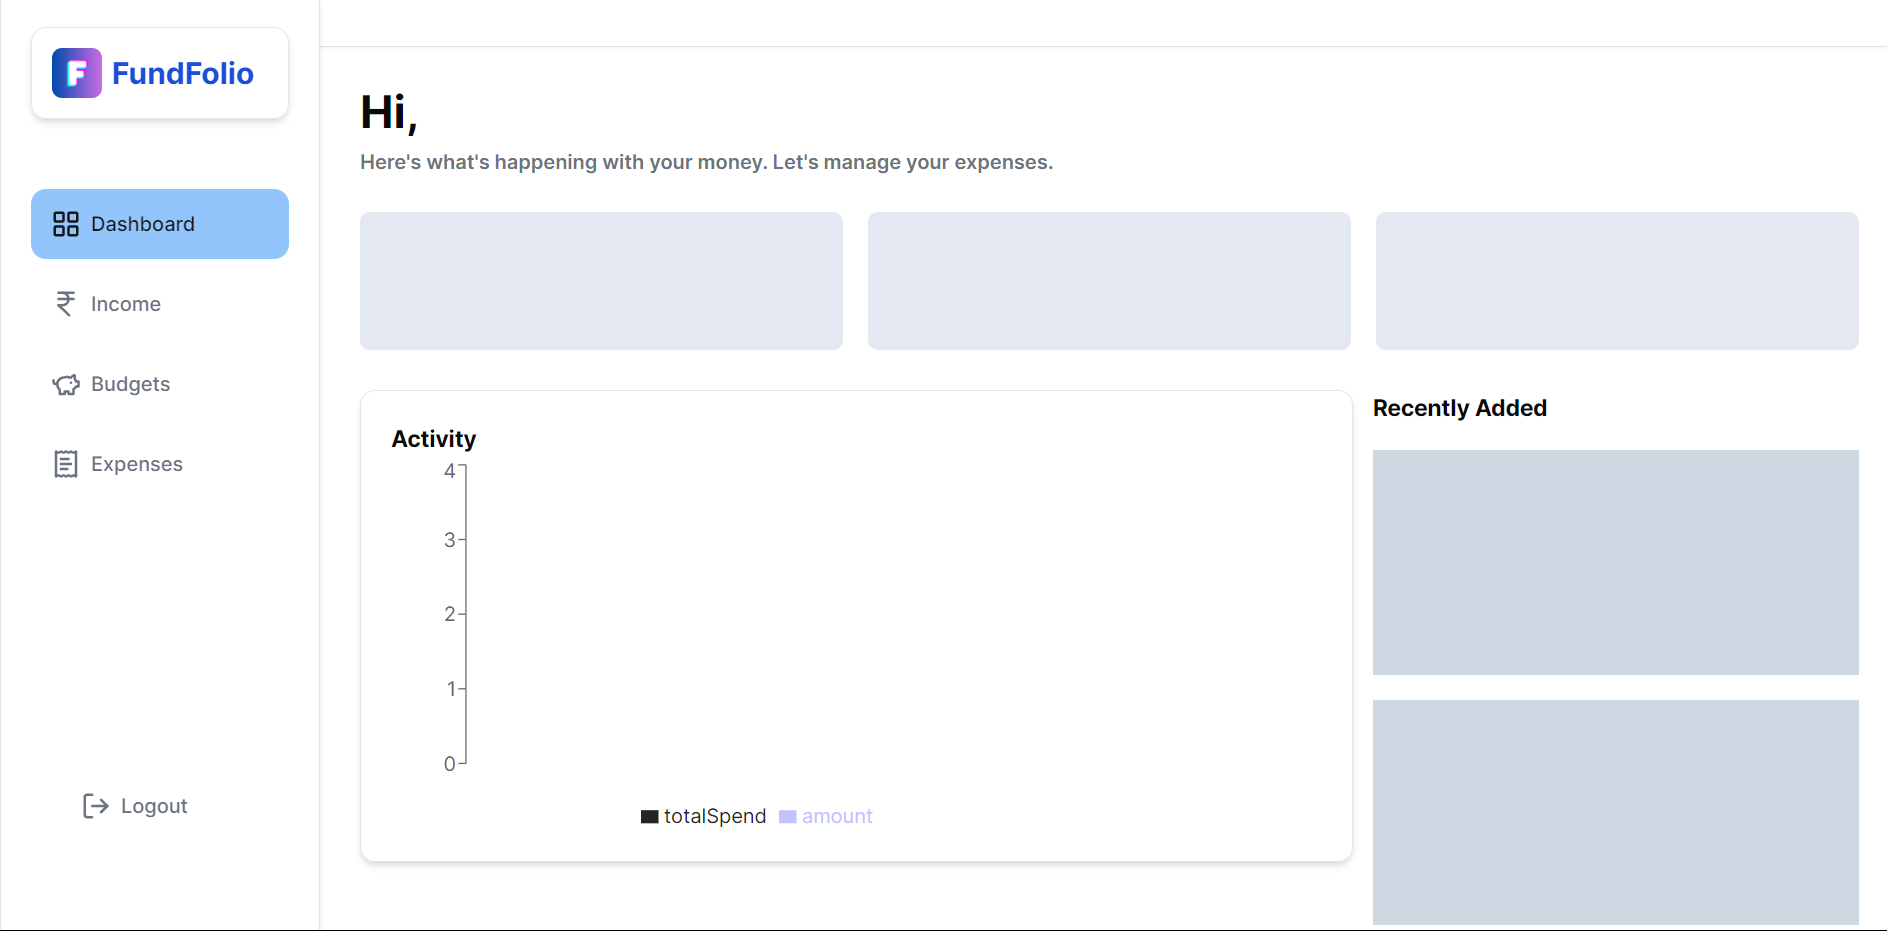 F FundFolio
Dashboard
₹ Income
Budgets
Expenses
Logout
Hi,
Here's what's happening with your money. Let's manage your expenses.
Activity
4
3
2
1
0
totalSpend amount
Recently Added